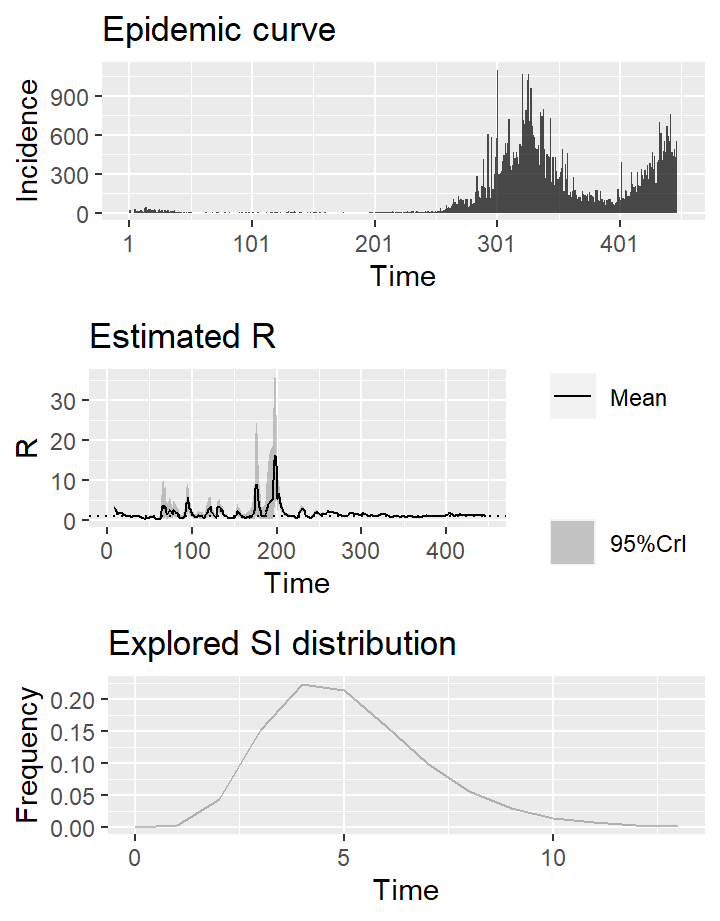 Epidemic curve
Incidence
900
600
300
0
1 101 201 301 401
Time
Estimated R
R
30
20
10
0
0 100 200 300 400
Time
Mean
95%CrI
Explored SI distribution
Frequency
0.20
0.15
0.10
0.05
0.00
0 5 10
Time